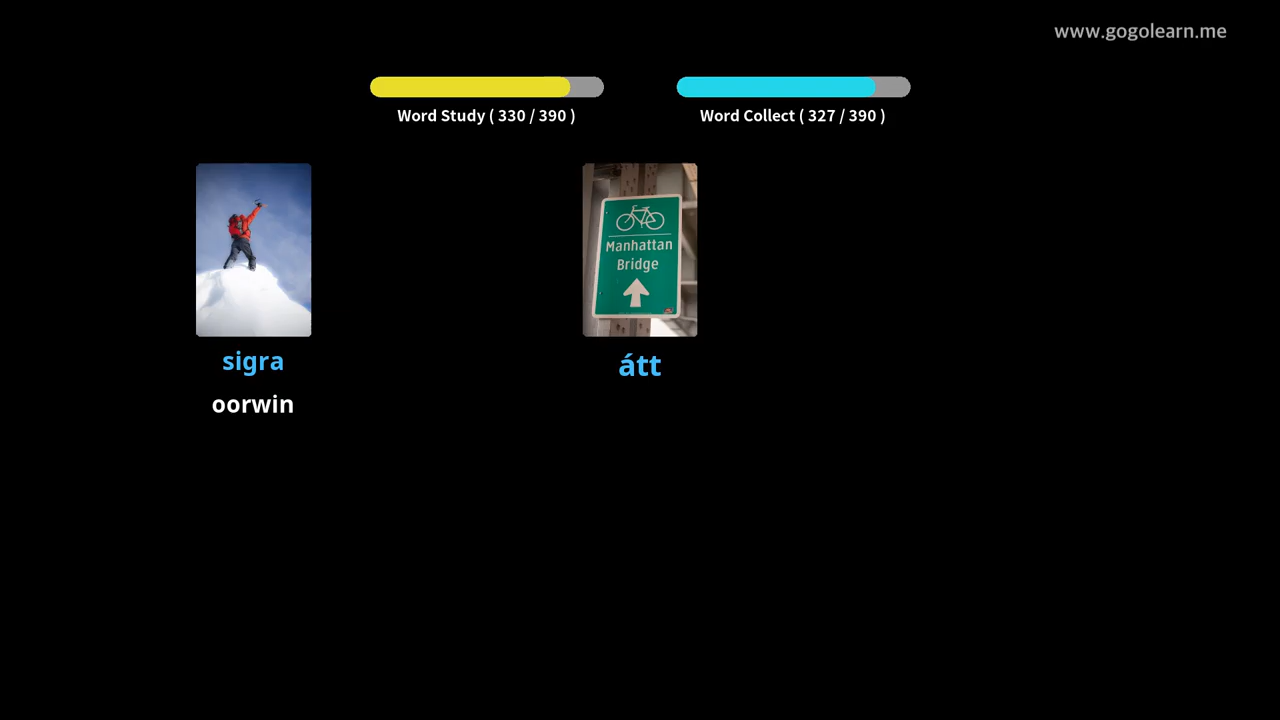 www.gogolearn.me
Word Study ( 330 / 390 )
Word Collect ( 327 / 390 )
Manhattan
Bridge
sigra
átt
oorwin